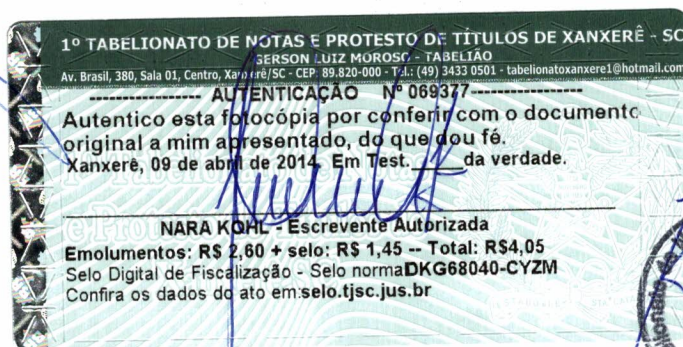 1º TABELIONATO DE NOTAS E PROTESTO DE TÍTULOS DE XANXERÊ - SC
GERSON LUIZ MOROSO - TABELIÃO
Av. Brasil, 380, Sala 01, Centro, Xanxerê/SC - CEP: 89.820-000 - Tel.: (49) 3433 0501 - tabelionatoxanxere1@hotmail.com
----------------- AUTENTICAÇÃO Nº 069377-----------------
Autentico esta fotocópia por conferir com o documento
original a mim apresentado, do que dou fé.
Xanxerê, 09 de abril de 2014, Em Test._____da verdade.
NARA KOHL - Escrevente Autorizada
Emolumentos: R$ 2,60 + selo: R$ 1,45 -- Total: R$4,05
Selo Digital de Fiscalização - Selo normaDKG68040-CYZM
Confira os dados do ato em:selo.tjsc.jus.br